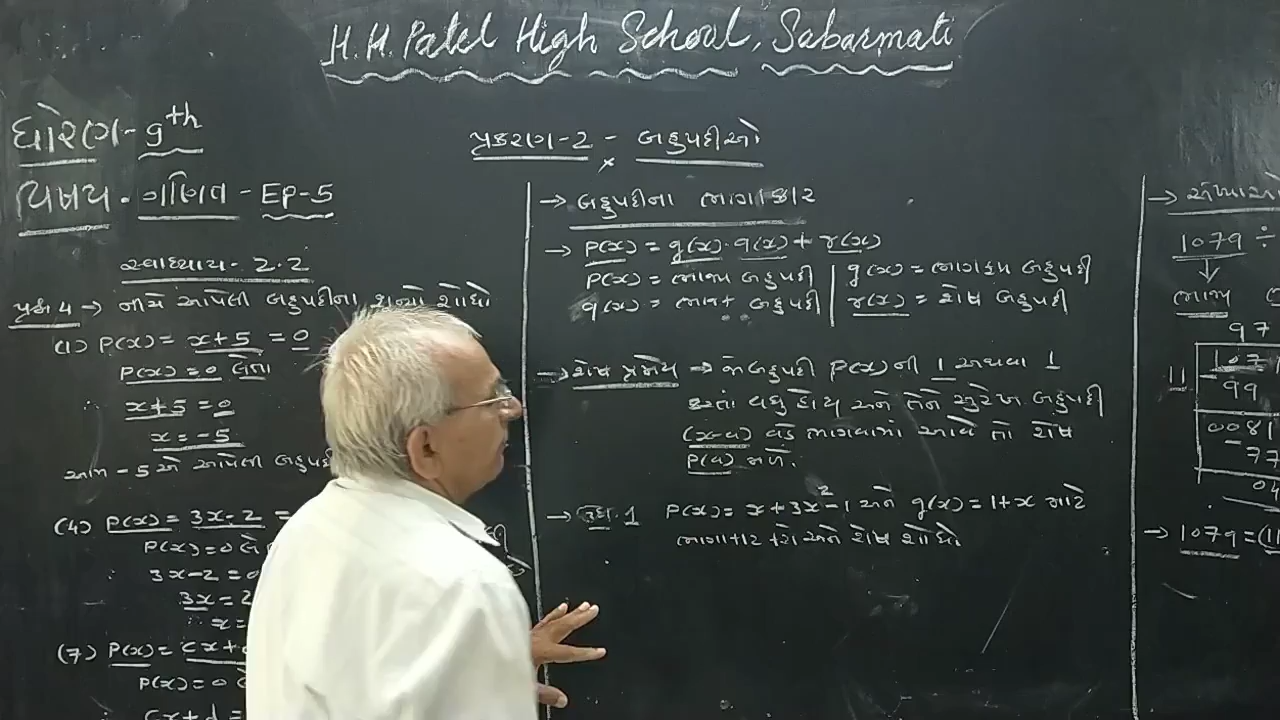 H.H. Patel High School, Sabarmati
ધોરણ - 9th
વિષય - ગણિત - EP-5
પ્રકરણ-2 - બહુપદીઓ
સ્વાધ્યાય - 2.2
પ્રશ્ન 4 → નીચે આપેલી બહુપદીના શૂન્યો શોધો
(1) P(x) = x+5 = 0
P(x) = 0 લેતા
∴ x+5 = 0
x = -5
આમ -5 એ આપેલી બહુપદી
(4) P(x) = 3x-2 =
P(x) = 0 લે
∴ 3x-2 = 0
3x = 2
∴ x =
(7) P(x) = cx+
P(x) = 0
∴ cx+d =
→ બહુપદીના ભાગાકાર
→ P(x) = g(x) · q(x) + r(x)
P(x) = ભાજ્ય બહુપદી | g(x) = ભાજક બહુપદી
q(x) = ભાગફળ બહુપદી | r(x) = શેષ બહુપદી
→ શેષ પ્રમેય → જો બહુપદી P(x) ની 1 અથવા 1
કરતાં વધુ હોય અને તેને સુરેખ બહુપદી
(x-a) વડે ભાગવામાં આવે તો શેષ
P(a) મળે.
→ ઉદા. 1 P(x) = x+3x²-1 અને g(x) = 1+x માટે
ભાગાકાર કરો અને શેષ શોધો
1079 ÷
ભાજ્ય
97
11 107
99
0081
77
04
→ 1079 = (11